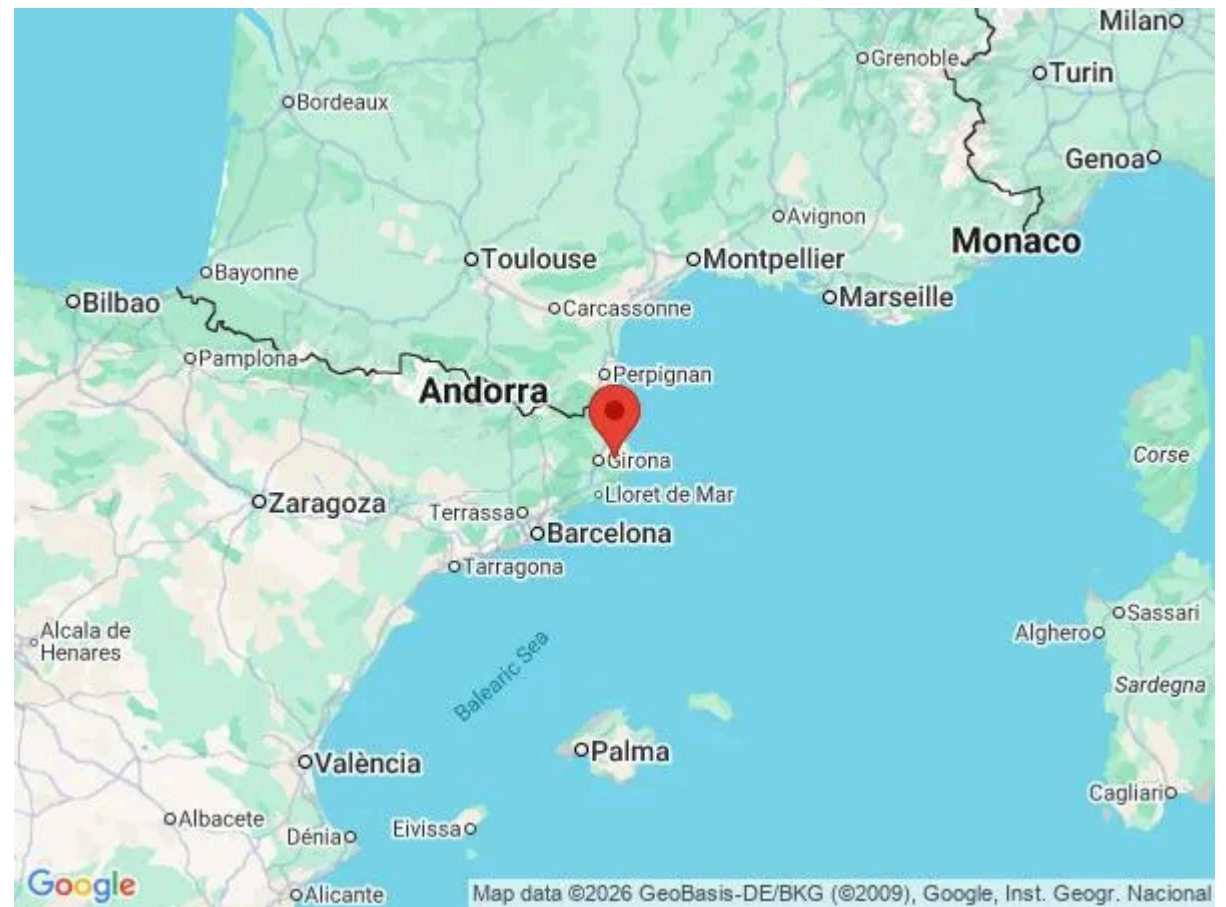 Milan
Grenoble
Turin
Bordeaux
Genoa
Avignon
Monaco
Toulouse
Montpellier
Bayonne
Marseille
Bilbao
Carcassonne
Pamplona
Perpignan
Andorra
Corse
Girona
Lloret de Mar
Zaragoza
Terrassa
Barcelona
Tarragona
Sassari
Alghero
Alcala de
Henares
Balearic Sea
Sardegna
Palma
València
Cagliari
Albacete
Eivissa
Dénia
Google
Alicante
Map data ©2026 GeoBasis-DE/BKG (©2009), Google, Inst. Geogr. Nacional